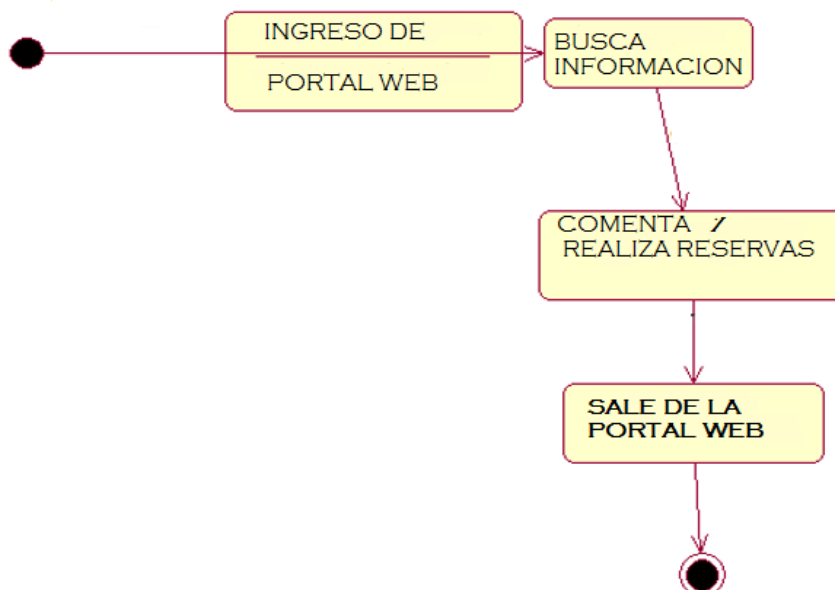 INGRESO DE
PORTAL WEB
BUSCA
INFORMACION
COMENTA Y
REALIZA RESERVAS
SALE DE LA
PORTAL WEB